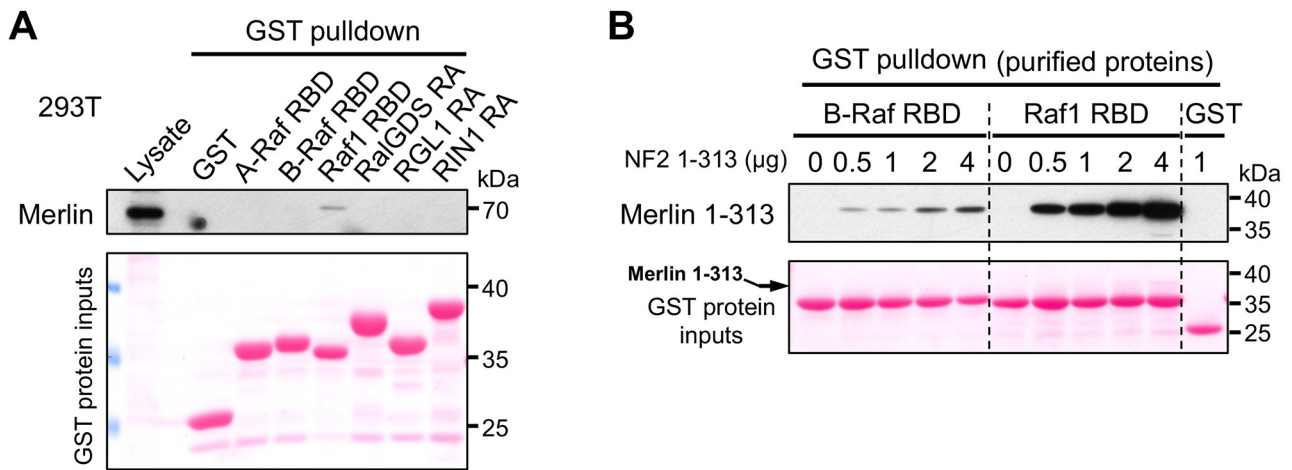 A
GST pulldown
293T
Lysate
GST
A-Raf RBD
B-Raf RBD
Raf1 RBD
RalGDS RA
RGL1 RA
RIN1 RA
kDa
Merlin
70
GST protein inputs
40
35
25
B
GST pulldown (purified proteins)
B-Raf RBD Raf1 RBD GST
NF2 1-313 (µg) 0 0.5 1 2 4 0 0.5 1 2 4 1
kDa
Merlin 1-313
40
35
Merlin 1-313
GST protein
inputs
40
35
25